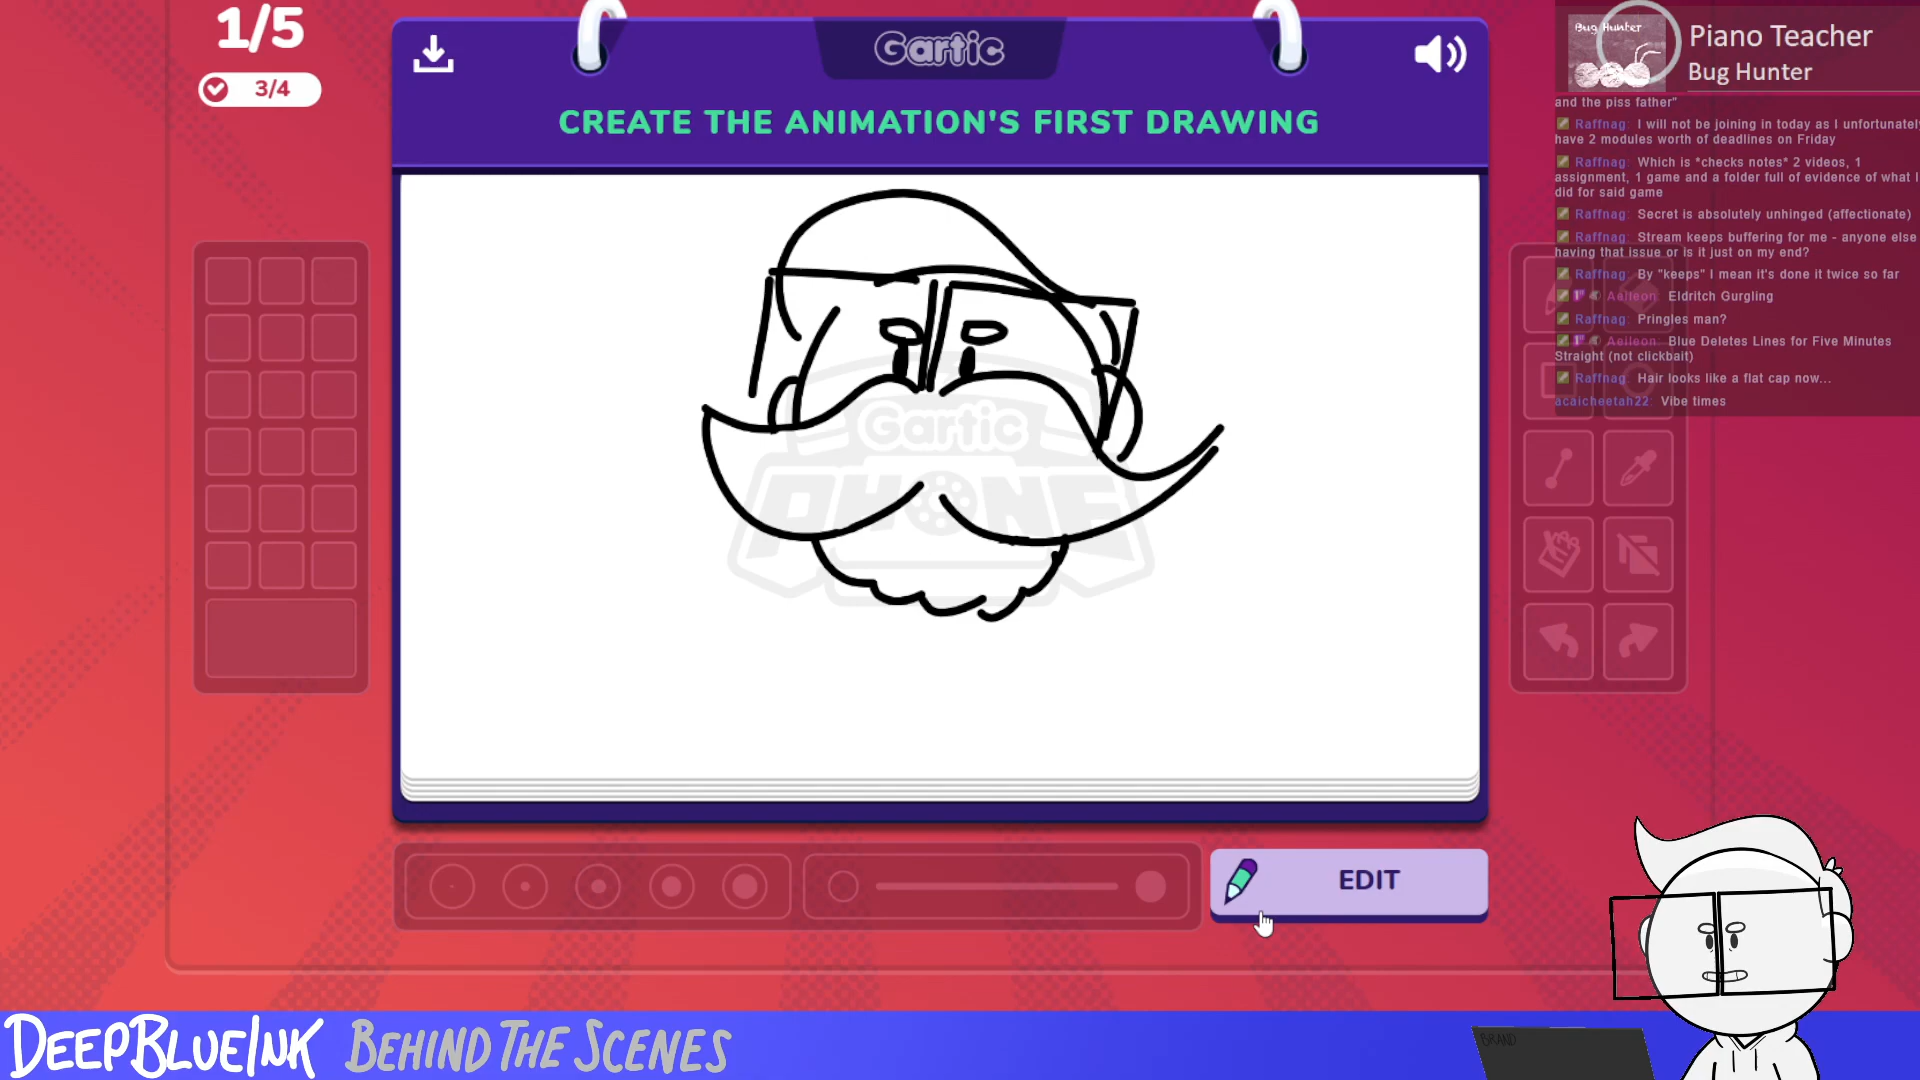 1/5
3/4
Gartic
CREATE THE ANIMATION'S FIRST DRAWING
Gartic
PHONE
Bug Hunter
Piano Teacher
Bug Hunter
and the piss father"
Raffnag: I will not be joining in today as I unfortunately
have 2 modules worth of deadlines on Friday
Raffnag: Which is *checks notes* 2 videos, 1
assignment, 1 game and a folder full of evidence of what I
did for said game
Raffnag: Secret is absolutely unhinged (affectionate)
Raffnag: Stream keeps buffering for me - anyone else
having that issue or is it just on my end?
Raffnag: By "keeps" I mean it's done it twice so far
Aeileon: Eldritch Gurgling
Raffnag: Pringles man?
Aeileon: Blue Deletes Lines for Five Minutes
Straight (not clickbait)
Raffnag: Hair looks like a flat cap now...
acaicheetah22: Vibe times
EDIT
DEEPBLUEINK BEHIND THE SCENES
BRAND